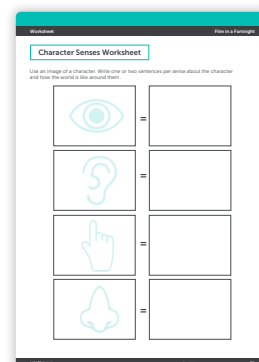 Worksheet Film in a Fortnight
Character Senses Worksheet
Use an image of a character. Write one or two sentences per sense about the character
and how the world is like around them.
=
=
=
=